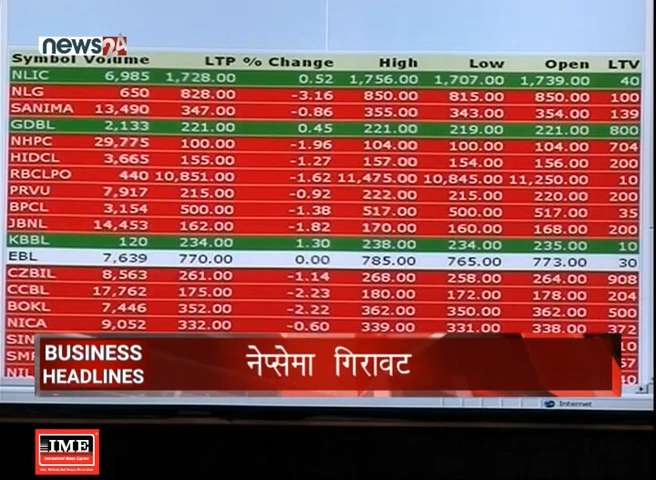 news24
Symbol Volume LTP % Change High Low Open LTV
NLIC 6,985 1,728.00 0.52 1,756.00 1,707.00 1,739.00 40
NLG 650 828.00 -3.16 850.00 815.00 850.00 100
SANIMA 13,490 347.00 -0.86 355.00 343.00 354.00 139
GDBL 2,133 221.00 0.45 221.00 219.00 221.00 800
NHPC 29,775 100.00 -1.96 104.00 100.00 104.00 704
HIDCL 3,665 155.00 -1.27 157.00 154.00 156.00 200
RBCLPO 440 10,851.00 -1.62 11,475.00 10,845.00 11,250.00 10
PRVU 7,917 215.00 -0.92 222.00 215.00 220.00 200
BPCL 3,154 500.00 -1.38 517.00 500.00 517.00 35
JBNL 14,453 162.00 -1.82 170.00 160.00 168.00 200
KBBL 120 234.00 1.30 238.00 234.00 235.00 10
EBL 7,639 770.00 0.00 785.00 765.00 773.00 30
CZBIL 8,563 261.00 -1.14 268.00 258.00 264.00 908
CCBL 17,762 175.00 -2.23 180.00 172.00 178.00 204
BOKL 7,446 352.00 -2.22 362.00 350.00 362.00 500
NICA 9,052 332.00 -0.60 339.00 331.00 338.00 372
BUSINESS
HEADLINES
नेप्सेमा गिरावट
Internet
IME